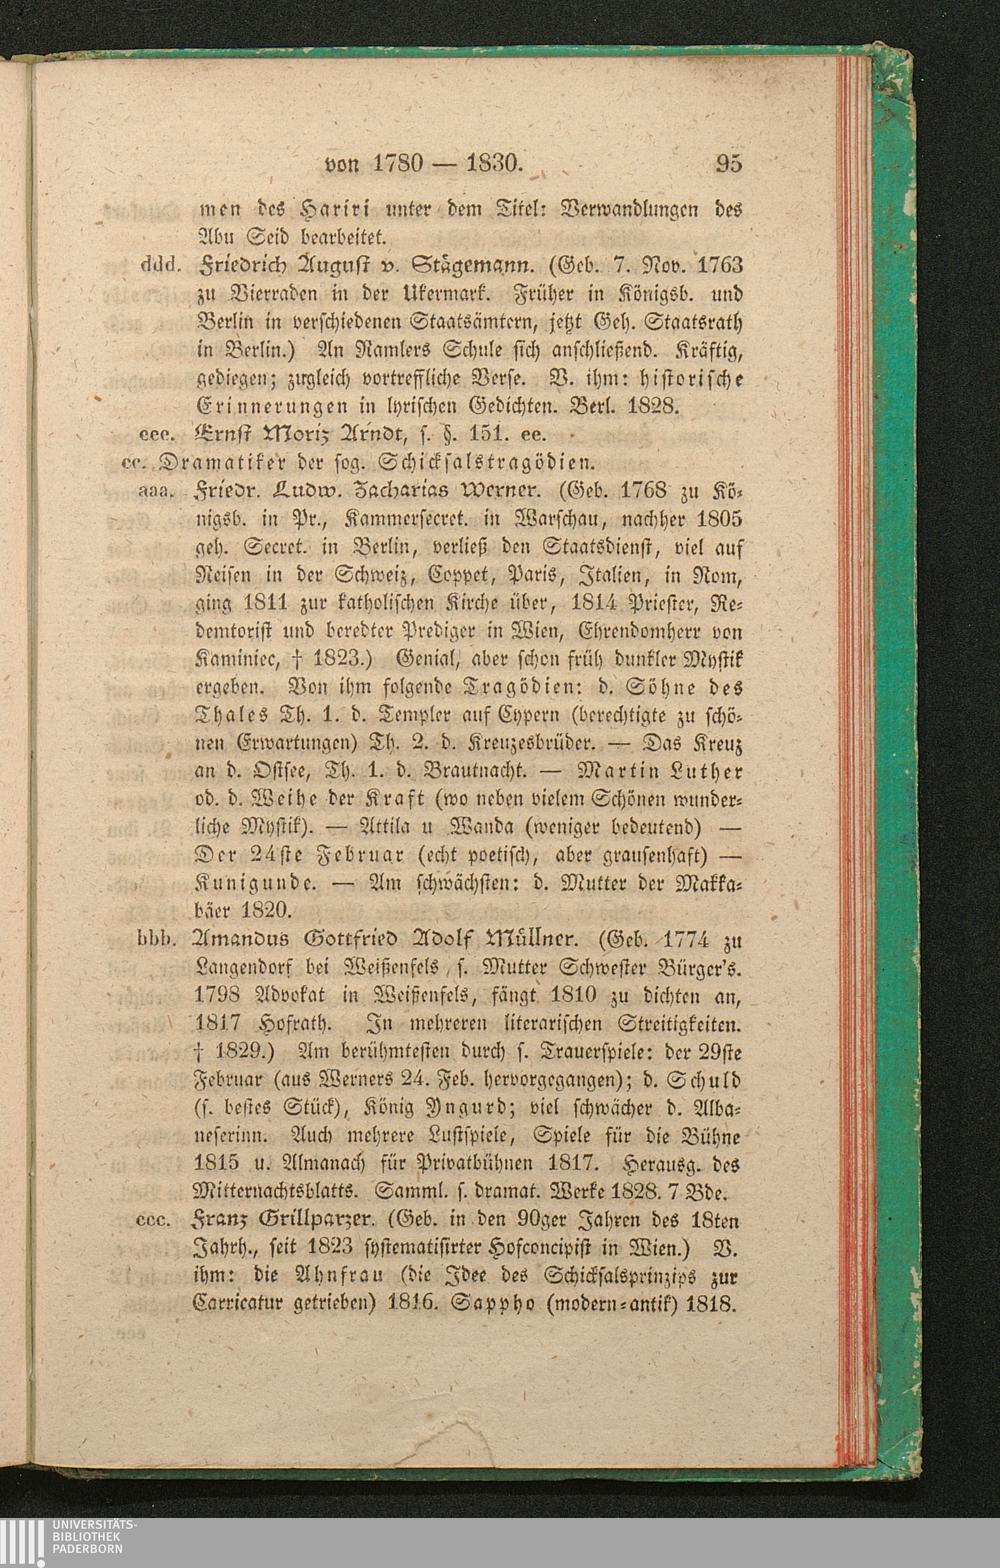 von 1780 — 1830. 95
men des Hariri unter dem Titel: Verwandlungen des
Abu Seid bearbeitet.
ddd. Friedrich August v. Stägemann. (Geb. 7. Nov. 1763
zu Vierraden in der Ukermark. Früher in Königsb. und
Berlin in verschiedenen Staatsämtern, jetzt Geh. Staatsrath
in Berlin.) An Ramlers Schule sich anschließend. Kräftig,
gediegen; zugleich vortreffliche Verse. V. ihm: historische
Erinnerungen in lyrischen Gedichten. Berl. 1828.
eee. Ernst Moriz Arndt, s. §. 151. ee.
cc. Dramatiker der sog. Schicksalstragödien.
aaa. Friedr. Ludw. Zacharias Werner. (Geb. 1768 zu Kö-
nigsb. in Pr., Kammersecret. in Warschau, nachher 1805
geh. Secret. in Berlin, verließ den Staatsdienst, viel auf
Reisen in der Schweiz, Coppet, Paris, Italien, in Rom,
ging 1811 zur katholischen Kirche über, 1814 Priester, Re-
demtorist und beredter Prediger in Wien, Ehrendomherr von
Kaminiec, † 1823.) Genial, aber schon früh dunkler Mystik
ergeben. Von ihm folgende Tragödien: d. Söhne des
Thales Th. 1. d. Templer auf Cypern (berechtigte zu schö-
nen Erwartungen) Th. 2. d. Kreuzesbrüder. — Das Kreuz
an d. Ostsee, Th. 1. d. Brautnacht. — Martin Luther
od. d. Weihe der Kraft (wo neben vielem Schönen wunder-
liche Mystik). — Attila u Wanda (weniger bedeutend) —
Der 24ste Februar (echt poetisch, aber grausenhaft) —
Kunigunde. — Am schwächsten: d. Mutter der Makka-
bäer 1820.
bbb. Amandus Gottfried Adolf Müllner. (Geb. 1774 zu
Langendorf bei Weißenfels, s. Mutter Schwester Bürger's.
1798 Advokat in Weißenfels, fängt 1810 zu dichten an,
1817 Hofrath. In mehreren literarischen Streitigkeiten.
† 1829.) Am berühmtesten durch s. Trauerspiele: der 29ste
Februar (aus Werners 24. Feb. hervorgegangen); d. Schuld
(s. bestes Stück), König Yngurd; viel schwächer d. Alba-
neserinn. Auch mehrere Lustspiele, Spiele für die Bühne
1815 u. Almanach für Privatbühnen 1817. Herausg. des
Mitternachtsblatts. Samml. s. dramat. Werke 1828. 7 Bde.
ccc. Franz Grillparzer. (Geb. in den 90ger Jahren des 18ten
Jahrh., seit 1823 systematisirter Hofconcipist in Wien.) V.
ihm: die Ahnfrau (die Idee des Schicksalsprinzips zur
Carricatur getrieben) 1816. Sappho (modern-antik) 1818.
UNIVERSITÄTS-
BIBLIOTHEK
PADERBORN